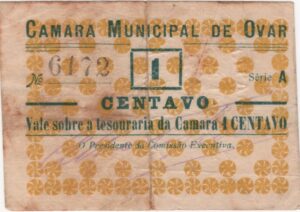 CAMARA MUNICIPAL DE OVAR
№ 6172 1 Série A
CENTAVO
Vale sobre a tesouraria da Camara 1 CENTAVO
O Presidente da Comissão Executiva,